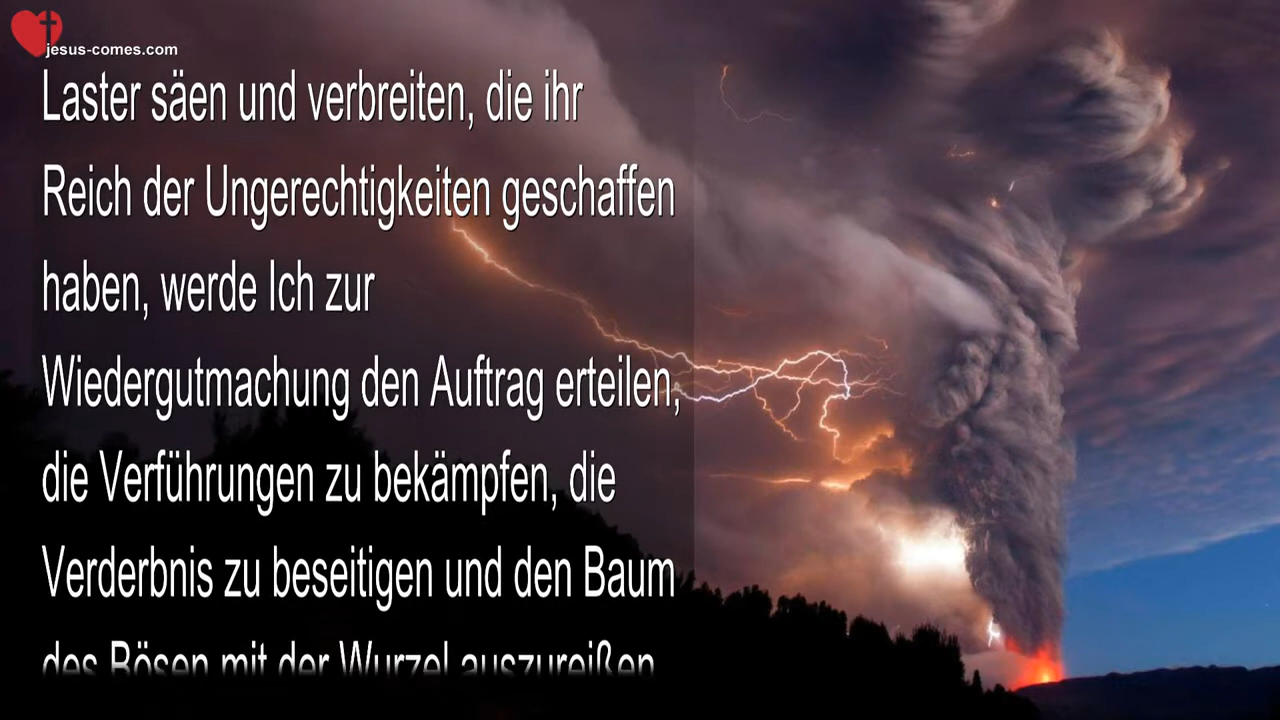 jesus-comes.com
Laster säen und verbreiten, die ihr
Reich der Ungerechtigkeiten geschaffen
haben, werde Ich zur
Wiedergutmachung den Auftrag erteilen,
die Verführungen zu bekämpfen, die
Verderbnis zu beseitigen und den Baum
des Bösen mit der Wurzel auszureißen